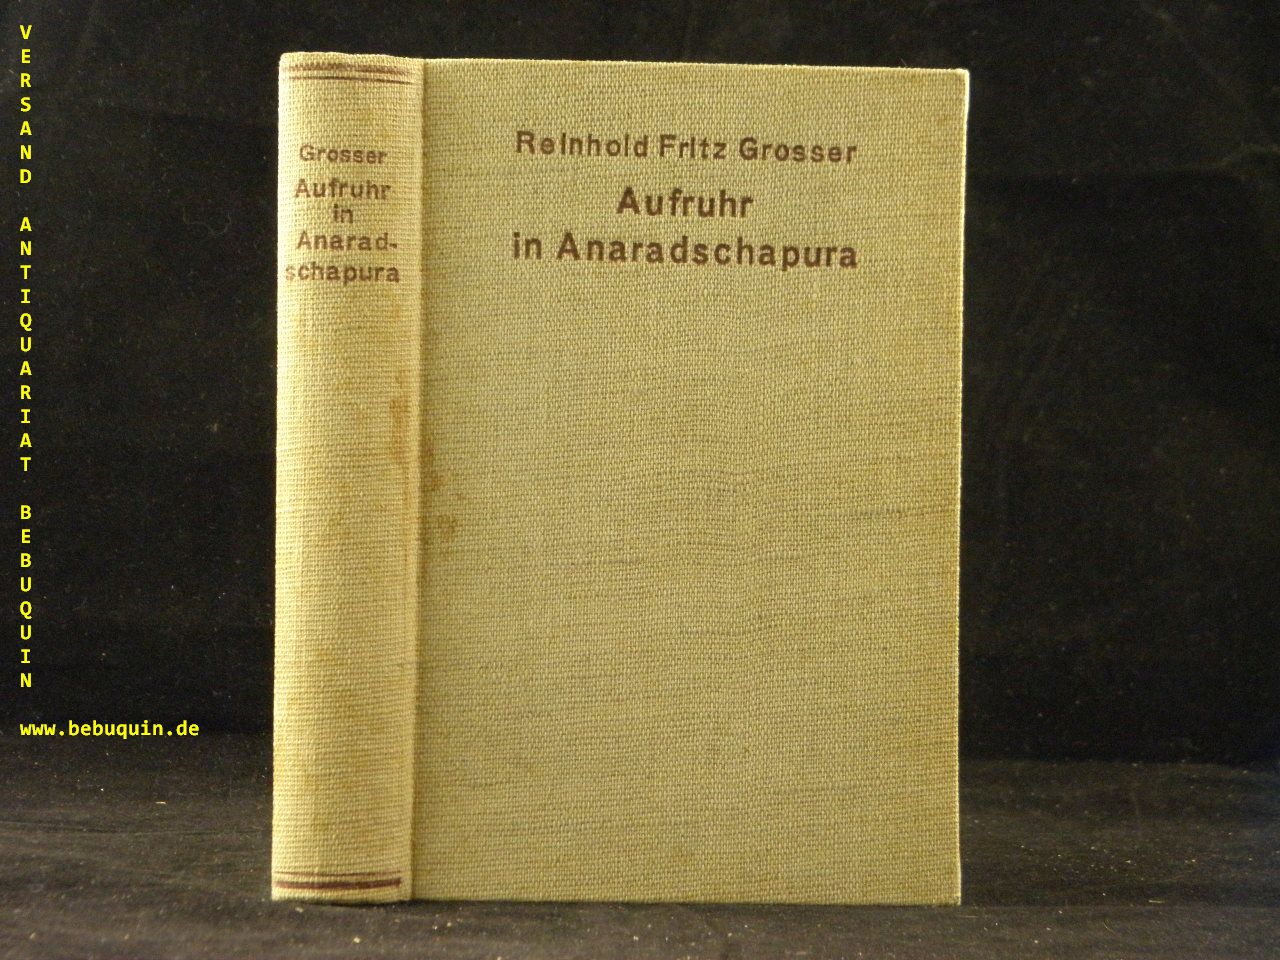 VERSAND ANTIQUARIAT BEBUQUIN
www.bebuquin.de
Grosser
Aufruhr
in
Anarad-
schapura
Reinhold Fritz Grosser
Aufruhr
in Anaradschapura